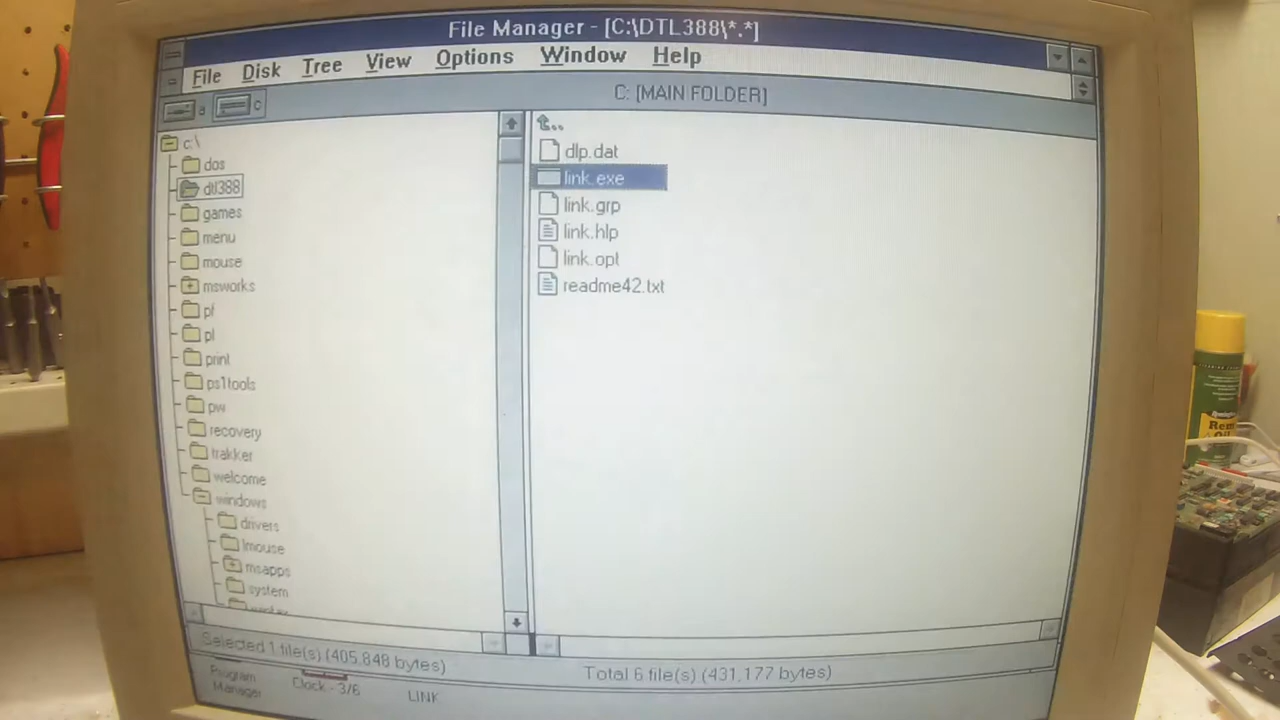 File Manager - [C:\DTL388\*.*]
File Disk Tree View Options Window Help
a c
C: [MAIN FOLDER]
c:\
dos
dtl388
games
menu
mouse
msworks
pf
pl
print
ps1tools
pw
recovery
trakker
welcome
windows
drivers
lmouse
msapps
system
..
dlp.dat
link.exe
link.grp
link.hlp
link.opt
readme42.txt
Selected 1 file(s) (405,848 bytes)
Total 6 file(s) (431,177 bytes)
Program
Manager
Clock - 3/6
LINK
Remington
Rem
Oil